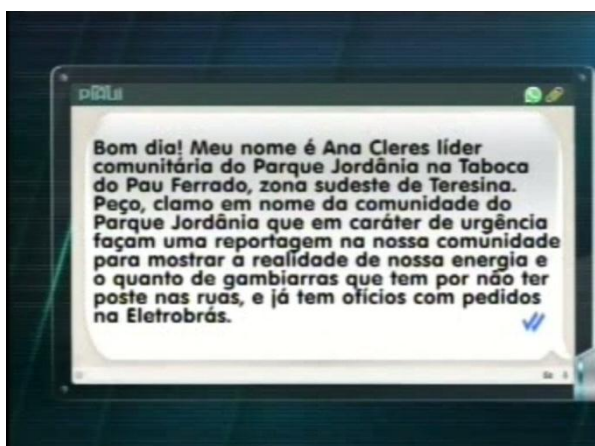 PIAUÍ
Bom dia! Meu nome é Ana Cleres líder
comunitária do Parque Jordânia na Taboca
do Pau Ferrado, zona sudeste de Teresina.
Peço, clamo em nome da comunidade do
Parque Jordânia que em caráter de urgência
façam uma reportagem na nossa comunidade
para mostrar a realidade de nossa energia e
o quanto de gambiarras que tem por não ter
poste nas ruas, e já tem ofícios com pedidos
na Eletrobrás.